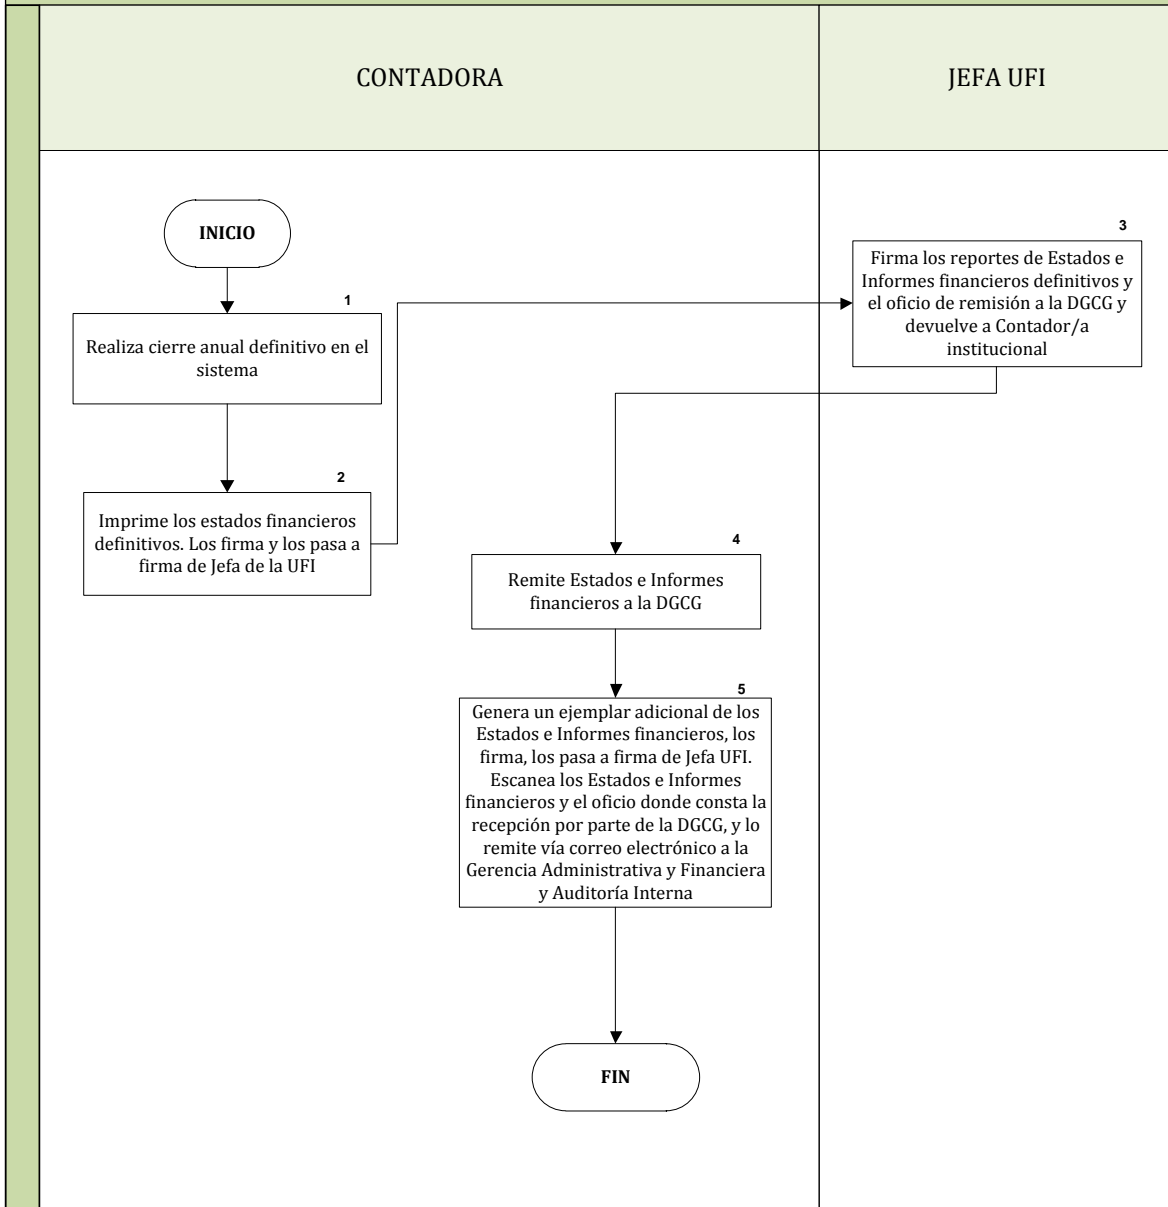 CONTADORA
JEFA UFI
INICIO
1
Realiza cierre anual definitivo en el
sistema
2
Imprime los estados financieros
definitivos. Los firma y los pasa a
firma de Jefa de la UFI
3
Firma los reportes de Estados e
Informes financieros definitivos y
el oficio de remisión a la DGCG y
devuelve a Contador/a
institucional
4
Remite Estados e Informes
financieros a la DGCG
5
Genera un ejemplar adicional de los
Estados e Informes financieros, los
firma, los pasa a firma de Jefa UFI.
Escanea los Estados e Informes
financieros y el oficio donde consta la
recepción por parte de la DGCG, y lo
remite vía correo electrónico a la
Gerencia Administrativa y Financiera
y Auditoría Interna
FIN